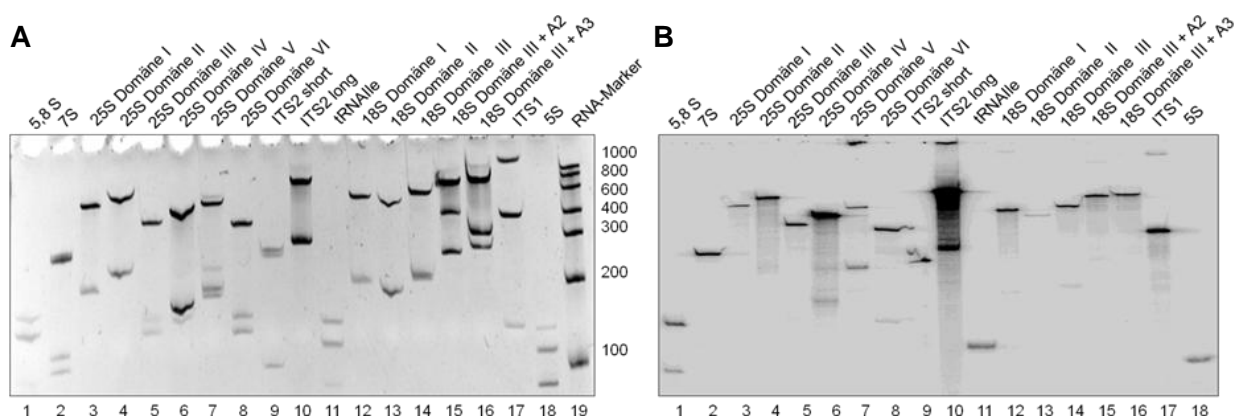 A
5.8 S
7S
25S Domäne I
25S Domäne II
25S Domäne III
25S Domäne IV
25S Domäne V
25S Domäne VI
ITS2 short
ITS2 long
tRNAIle
18S Domäne I
18S Domäne II
18S Domäne III
18S Domäne III + A2
18S Domäne III + A3
ITS1
5S
RNA-Marker
1000
800
600
400
300
200
100
1 2 3 4 5 6 7 8 9 10 11 12 13 14 15 16 17 18 19
B
5.8 S
7S
25S Domäne I
25S Domäne II
25S Domäne III
25S Domäne IV
25S Domäne V
25S Domäne VI
ITS2 short
ITS2 long
tRNAIle
18S Domäne I
18S Domäne II
18S Domäne III
18S Domäne III + A2
18S Domäne III + A3
ITS1
5S
1 2 3 4 5 6 7 8 9 10 11 12 13 14 15 16 17 18